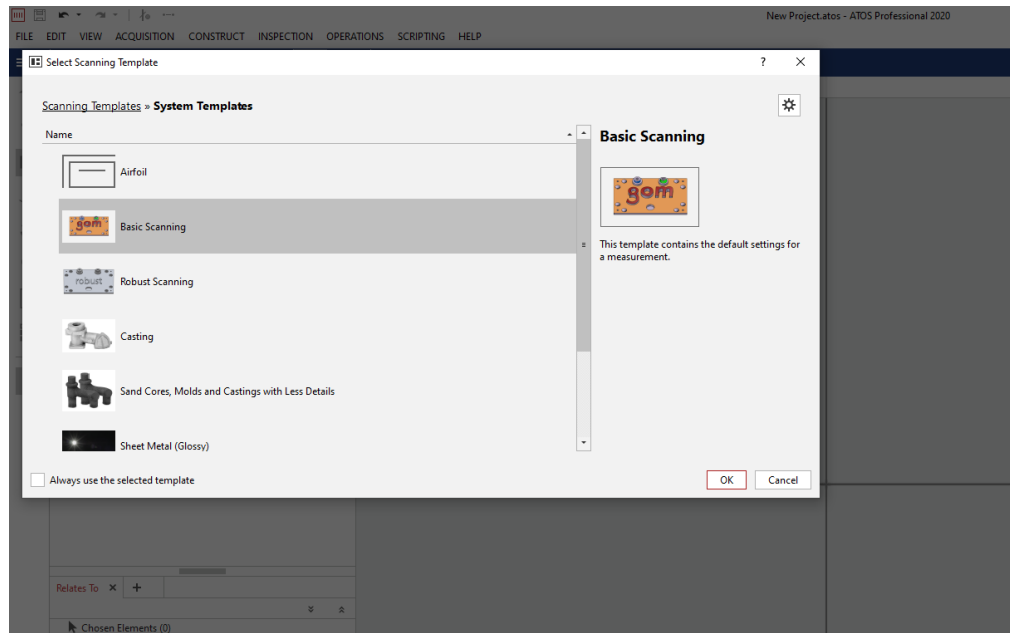 New Project.atos - ATOS Professional 2020
FILE EDIT VIEW ACQUISITION CONSTRUCT INSPECTION OPERATIONS SCRIPTING HELP
Select Scanning Template ?
Scanning Templates » System Templates
Name
Airfoil
gom
Basic Scanning
robust
Robust Scanning
Casting
Sand Cores, Molds and Castings with Less Details
Sheet Metal (Glossy)
Basic Scanning
gom
This template contains the default settings for
a measurement.
Always use the selected template
OK Cancel
Relates To
Chosen Elements (0)